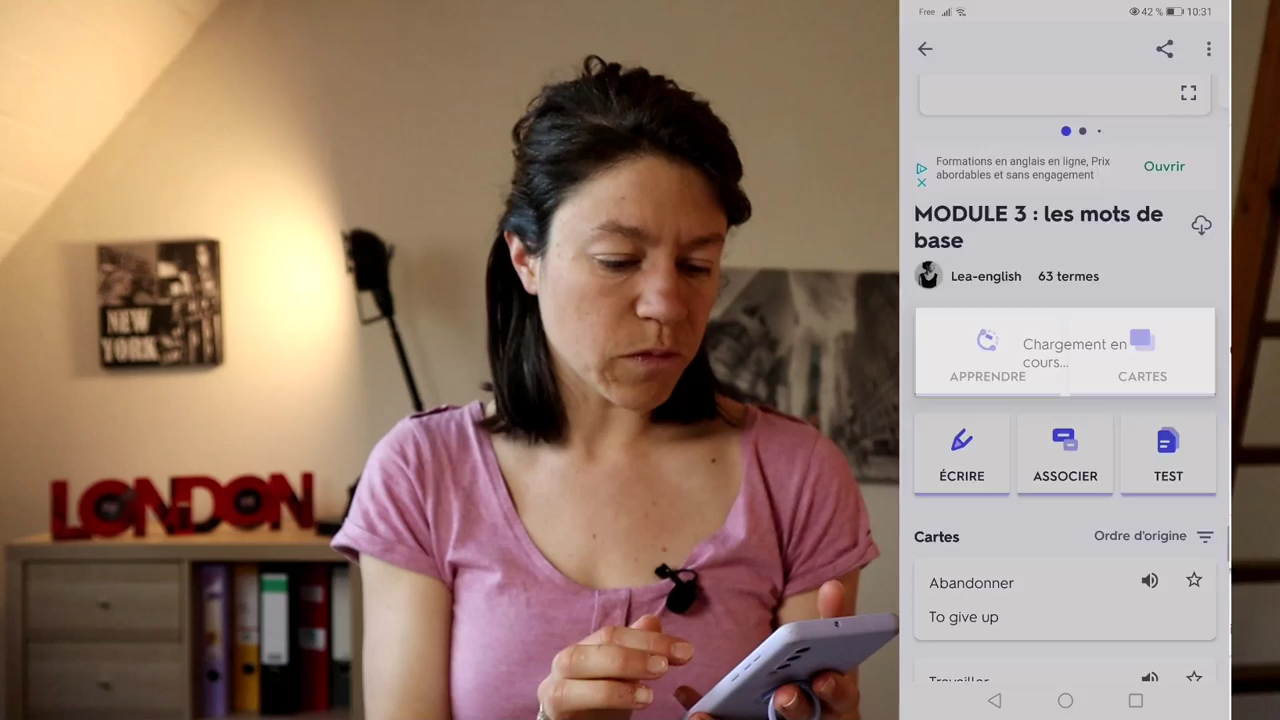 Free
42 %
10:31
Formations en anglais en ligne, Prix
abordables et sans engagement
Ouvrir
MODULE 3 : les mots de
base
Lea-english
63 termes
Chargement en
cours...
APPRENDRE
CARTES
ÉCRIRE
ASSOCIER
TEST
Cartes
Ordre d'origine
Abandonner
To give up
Travailler
NEW
YORK
LONDON